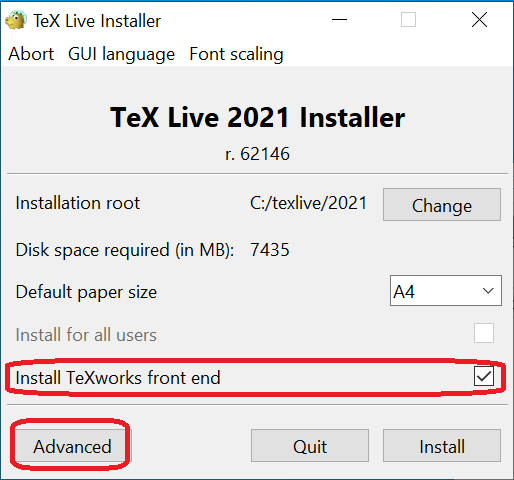 TeX Live Installer
Abort GUI language Font scaling
TeX Live 2021 Installer
r. 62146
Installation root C:/texlive/2021 Change
Disk space required (in MB): 7435
Default paper size A4
Install for all users
Install TeXworks front end
Advanced Quit Install